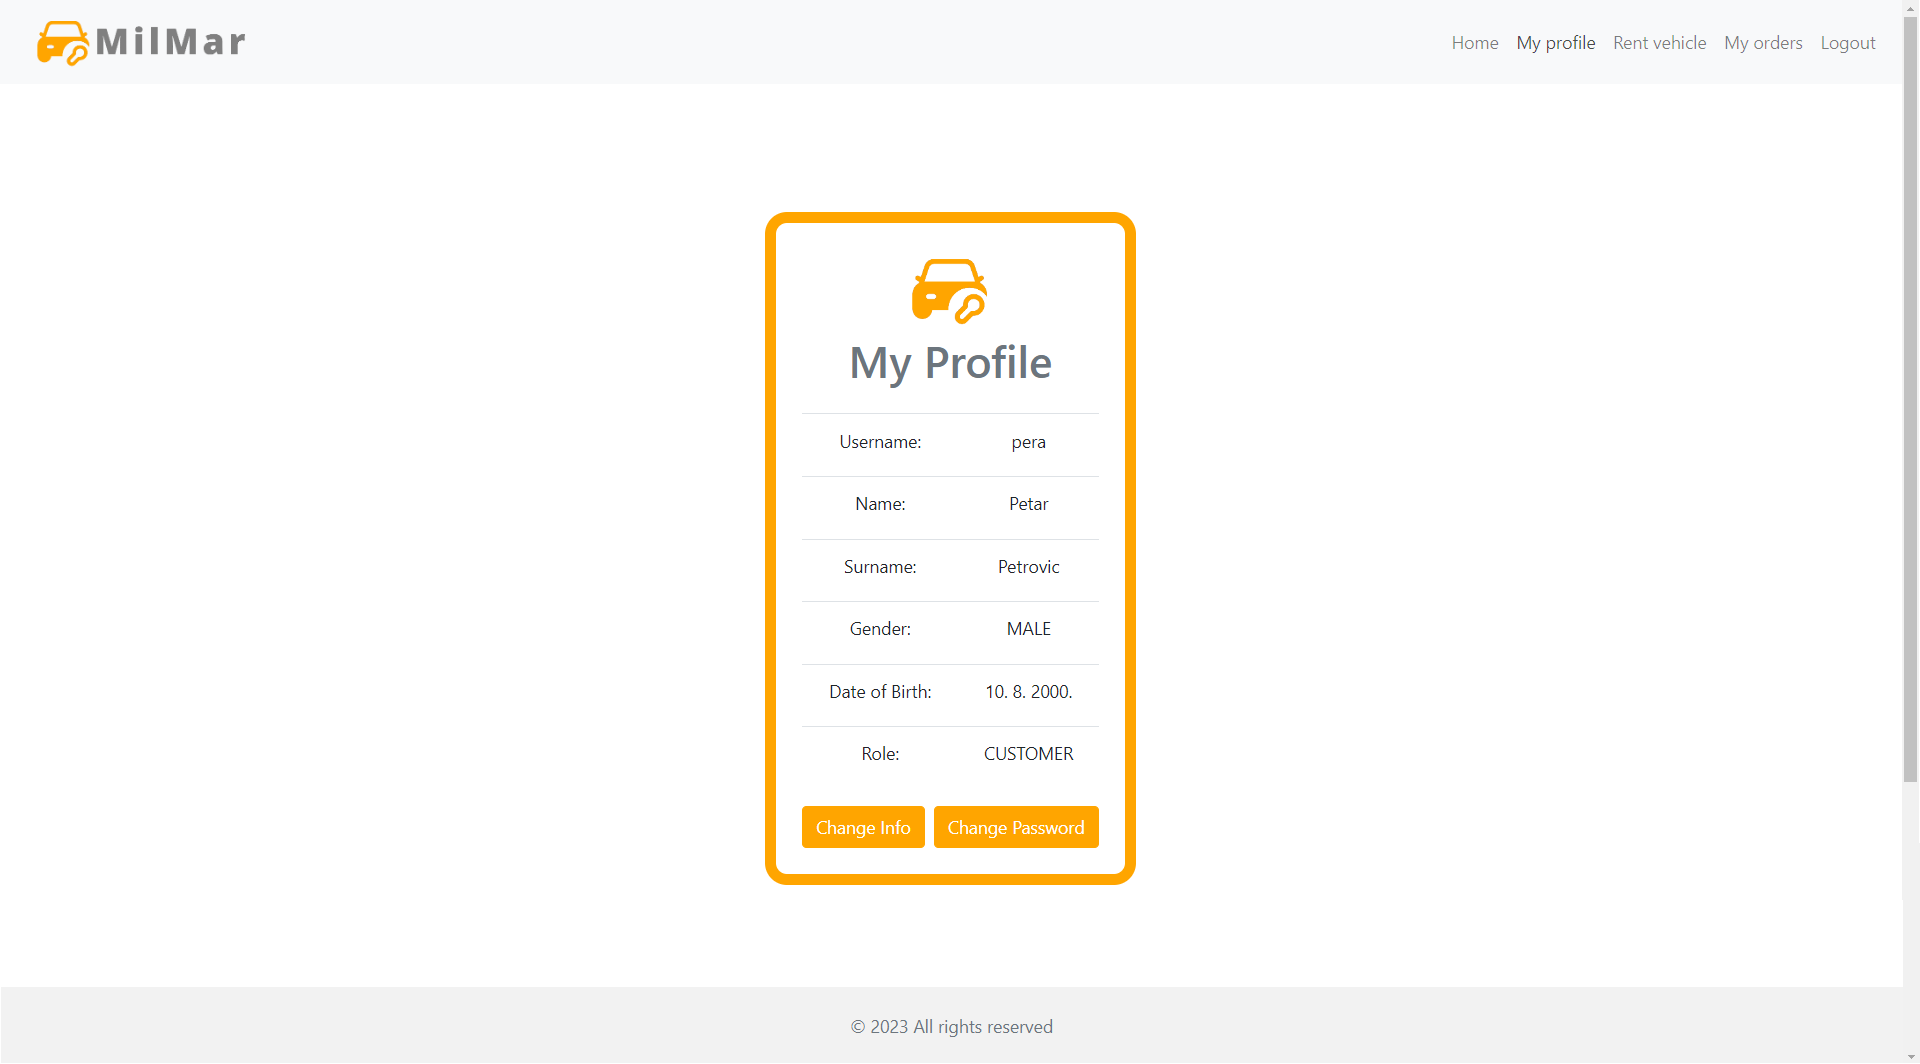 MilMar
Home My profile Rent vehicle My orders Logout
My Profile
Username: pera
Name: Petar
Surname: Petrovic
Gender: MALE
Date of Birth: 10. 8. 2000.
Role: CUSTOMER
Change Info Change Password
© 2023 All rights reserved